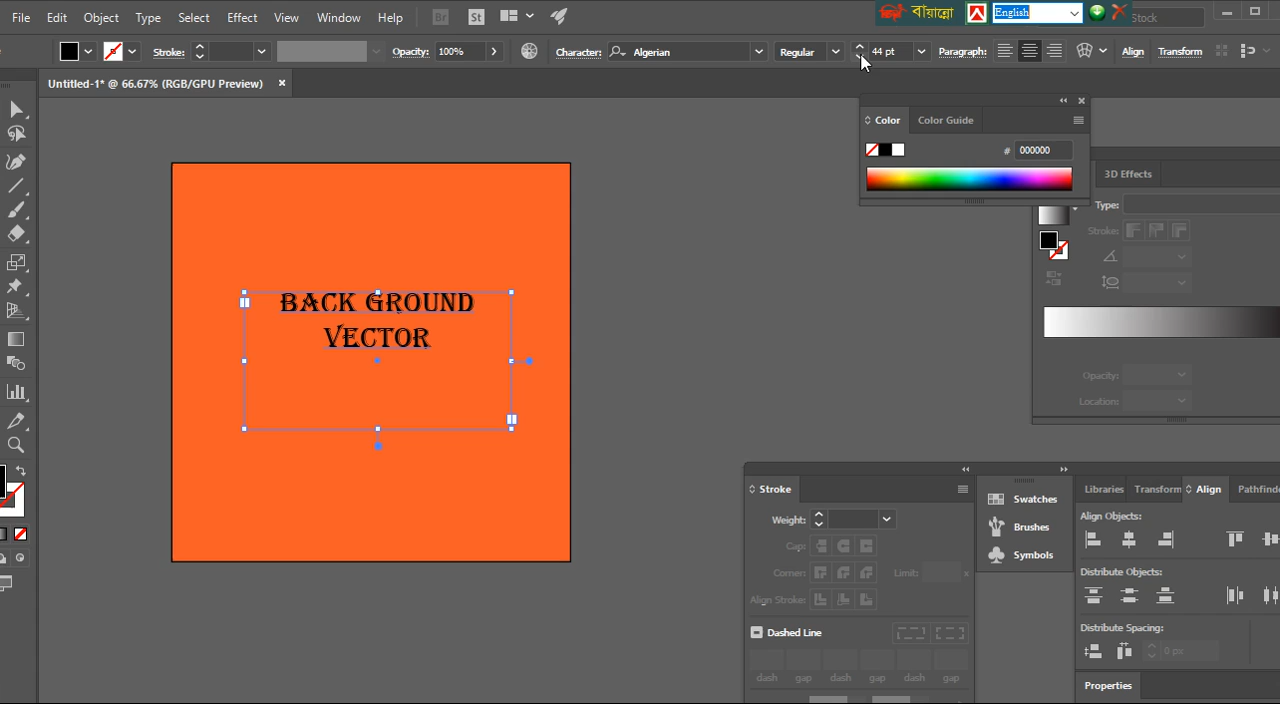 File Edit Object Type Select Effect View Window Help Br St বায়ান্নো English Stock
Stroke: Opacity: 100% Character: Algerian Regular 44 pt Paragraph: Align Transform
Untitled-1* @ 66.67% (RGB/GPU Preview)
Color Color Guide
# 000000
3D Effects
Type:
Stroke:
Opacity:
Location:
BACK GROUND
VECTOR
Stroke
Weight:
Cap:
Corner: Limit: x
Align Stroke:
Dashed Line
dash gap dash gap dash gap
Swatches
Brushes
Symbols
Libraries Transform Align Pathfinde
Align Objects:
Distribute Objects:
Distribute Spacing:
0 px
Properties